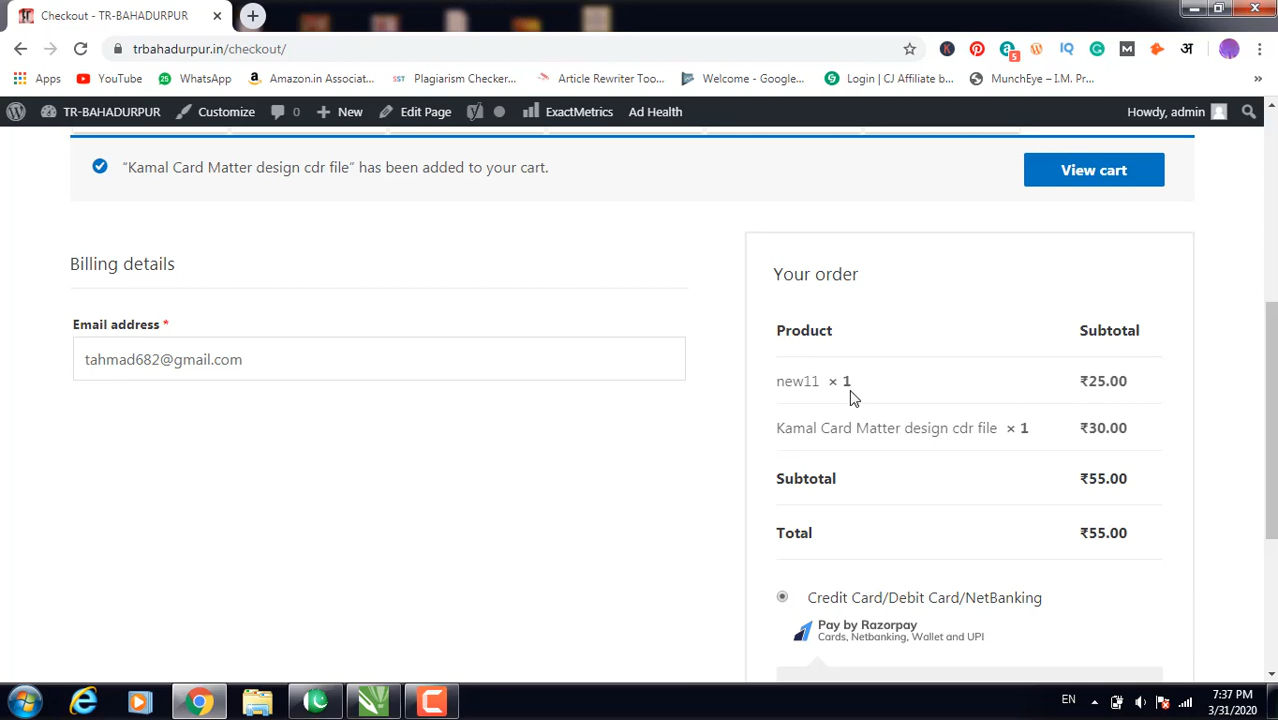 Checkout - TR-BAHADURPUR
trbahadurpur.in/checkout/
5
Apps YouTube WhatsApp Amazon.in Associat... Plagiarism Checker... Article Rewriter Too... Welcome - Google... Login | CJ Affiliate b... MunchEye – I.M. Pr...
TR-BAHADURPUR Customize 0 New Edit Page ExactMetrics Ad Health Howdy, admin
“Kamal Card Matter design cdr file” has been added to your cart.
View cart
Billing details
Email address *
tahmad682@gmail.com
Your order
Product Subtotal
new11 × 1 ₹25.00
Kamal Card Matter design cdr file × 1 ₹30.00
Subtotal ₹55.00
Total ₹55.00
Credit Card/Debit Card/NetBanking
Pay by Razorpay
Cards, Netbanking, Wallet and UPI
EN
7:37 PM
3/31/2020